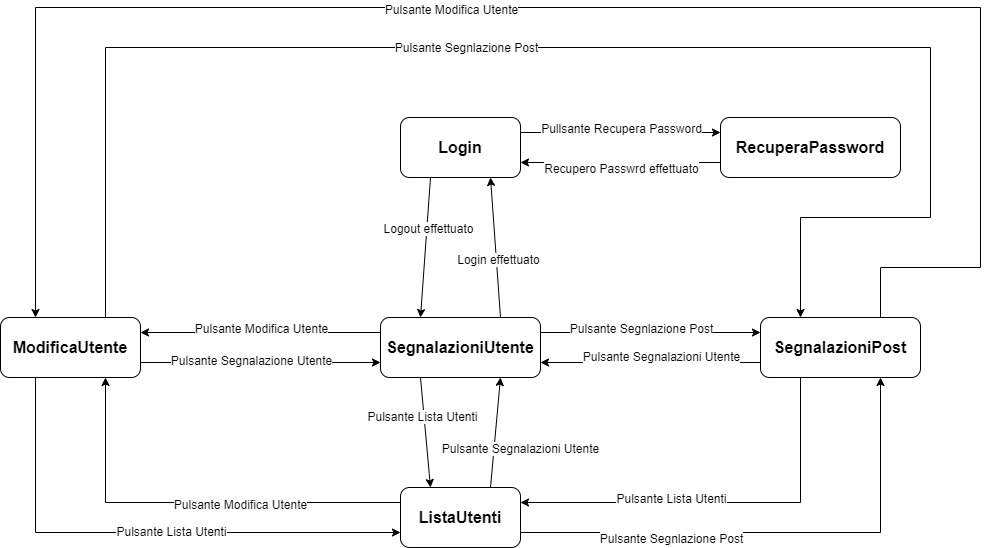 Pulsante Modifica Utente
Pulsante Segnlazione Post
Login
Pullsante Recupera Password
RecuperaPassword
Recupero Passwrd effettuato
Logout effettuato
Login effettuato
ModificaUtente
Pulsante Modifica Utente
Pulsante Segnalazione Utente
SegnalazioniUtente
Pulsante Segnlazione Post
Pulsante Segnalazioni Utente
SegnalazioniPost
Pulsante Lista Utenti
Pulsante Segnalazioni Utente
Pulsante Modifica Utente
Pulsante Lista Utenti
ListaUtenti
Pulsante Lista Utenti
Pulsante Segnlazione Post